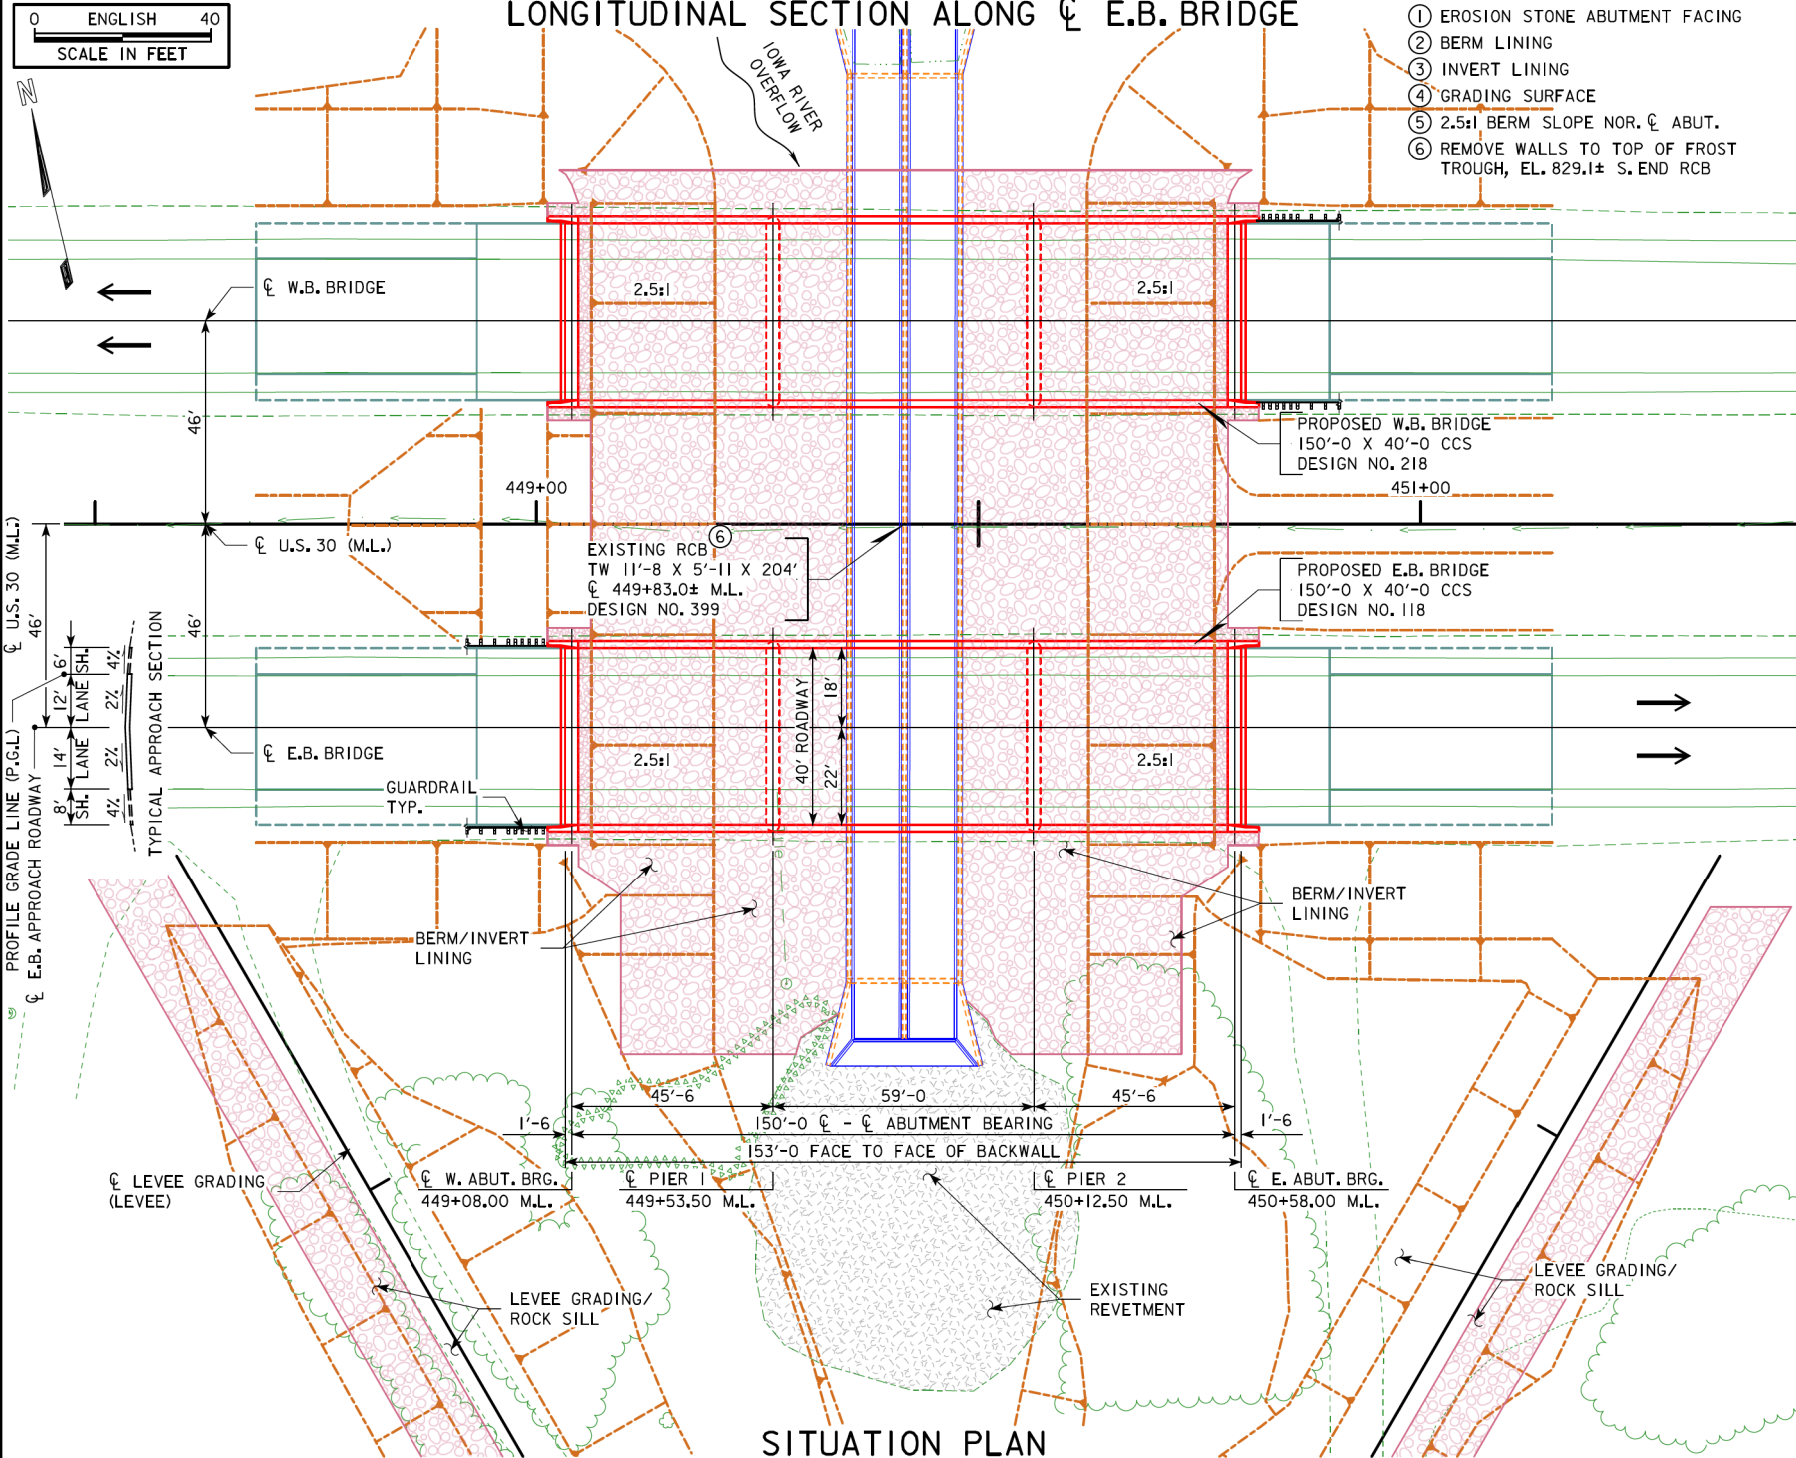 LONGITUDINAL SECTION ALONG ℄ E.B. BRIDGE
0 ENGLISH 40
SCALE IN FEET
N
IOWA RIVER
OVERFLOW
1 EROSION STONE ABUTMENT FACING
2 BERM LINING
3 INVERT LINING
4 GRADING SURFACE
5 2.5:1 BERM SLOPE NOR. ℄ ABUT.
6 REMOVE WALLS TO TOP OF FROST
TROUGH, EL. 829.1± S. END RCB
℄ W.B. BRIDGE
2.5:1
2.5:1
46'
PROPOSED W.B. BRIDGE
150'-0 X 40'-0 CCS
DESIGN NO. 218
449+00
451+00
℄ U.S. 30 (M.L.)
6
EXISTING RCB
TW 11'-8 X 5'-11 X 204'
℄ 449+83.0± M.L.
DESIGN NO. 399
PROPOSED E.B. BRIDGE
150'-0 X 40'-0 CCS
DESIGN NO. 118
℄ U.S. 30 (M.L.)
46'
46'
6'
SH.
4%
12'
LANE
2%
14'
LANE
2%
8'
SH.
4%
TYPICAL APPROACH SECTION
PROFILE GRADE LINE (P.G.L)
℄ E.B. APPROACH ROADWAY
℄ E.B. BRIDGE
2.5:1
40' ROADWAY
18'
22'
2.5:1
GUARDRAIL
TYP.
BERM/INVERT
LINING
BERM/INVERT
LINING
45'-6
59'-0
45'-6
1'-6
150'-0 ℄ - ℄ ABUTMENT BEARING
1'-6
153'-0 FACE TO FACE OF BACKWALL
℄ LEVEE GRADING
(LEVEE)
℄ W. ABUT. BRG.
449+08.00 M.L.
℄ PIER 1
449+53.50 M.L.
℄ PIER 2
450+12.50 M.L.
℄ E. ABUT. BRG.
450+58.00 M.L.
LEVEE GRADING/
ROCK SILL
EXISTING
REVETMENT
LEVEE GRADING/
ROCK SILL
SITUATION PLAN